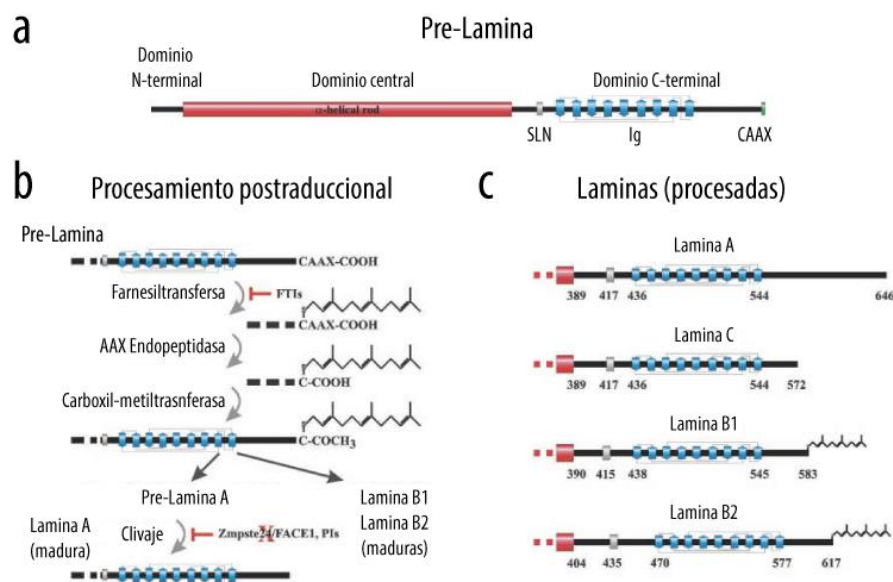 a
Pre-Lamina
Dominio
N-terminal
Dominio central
Dominio C-terminal
α-helical rod
SLN
Ig
CAAX
b
Procesamiento postraduccional
Pre-Lamina
CAAX-COOH
Farnesiltransfersa
FTIs
CAAX-COOH
AAX Endopeptidasa
C-COOH
Carboxil-metiltrasnferasa
C-COCH3
Pre-Lamina A
Lamina B1
Lamina B2
(maduras)
Lamina A
(madura)
Clivaje
Zmpste24/FACE1, PIs
c
Laminas (procesadas)
Lamina A
389 417 436 544 646
Lamina C
389 417 436 544 572
Lamina B1
390 415 438 545 583
Lamina B2
404 435 470 577 617